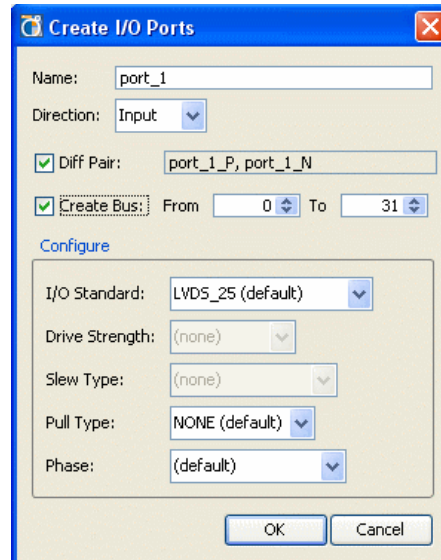 Create I/O Ports
Name: port_1
Direction: Input
Diff Pair: port_1_P, port_1_N
Create Bus: From 0 To 31
Configure
I/O Standard: LVDS_25 (default)
Drive Strength: (none)
Slew Type: (none)
Pull Type: NONE (default)
Phase: (default)
OK Cancel